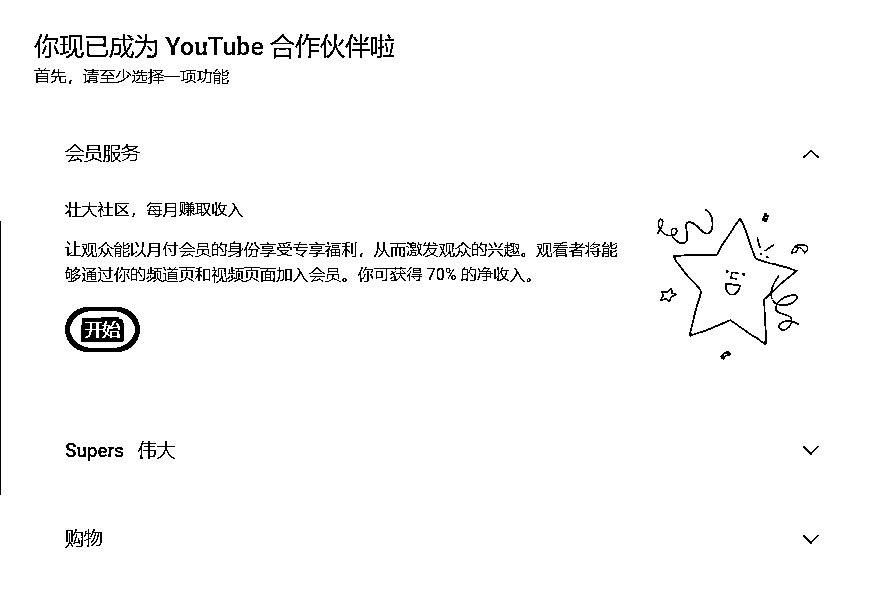 你现已成为 YouTube 合作伙伴啦
首先，请至少选择一项功能
会员服务
壮大社区，每月赚取收入
让观众能以月付会员的身份享受专享福利，从而激发观众的兴趣。观看者将能
够通过你的频道页和视频页面加入会员。你可获得 70% 的净收入。
开始
Supers 伟大
购物